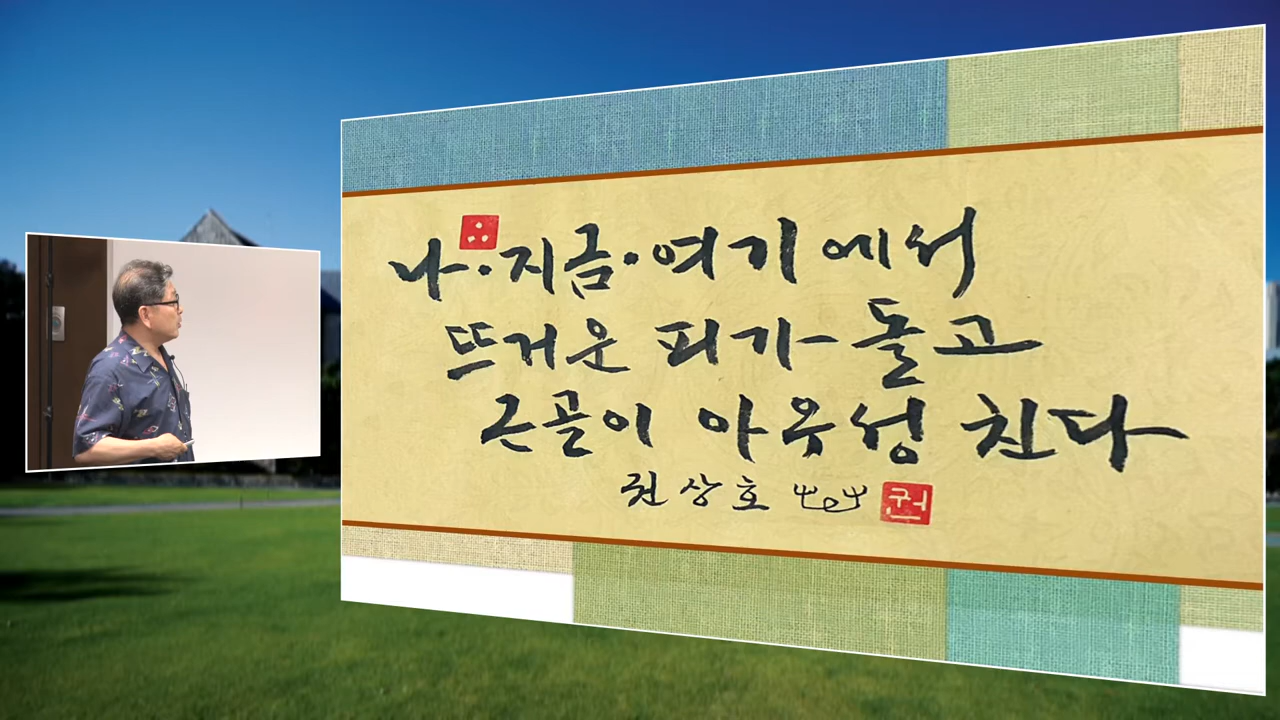 나·지금·여기에서
뜨거운 피가 돌고
근골이 아우성 친다
권상호
권